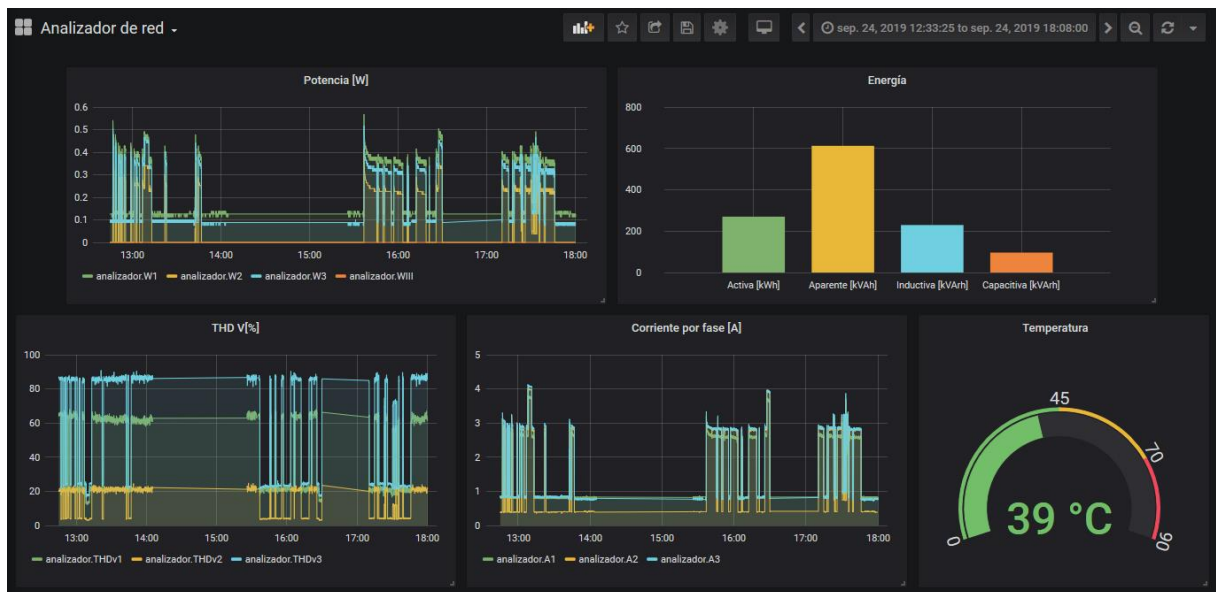 Analizador de red
sep. 24, 2019 12:33:25 to sep. 24, 2019 18:08:00
Potencia [W]
0.6
0.5
0.4
0.3
0.2
0.1
0
13:00 14:00 15:00 16:00 17:00 18:00
analizador.W1 analizador.W2 analizador.W3 analizador.WIII
Energía
800
600
400
200
0
Activa [kWh] Aparente [kVAh] Inductiva [kVArh] Capacitiva [kVArh]
THD V[%]
100
80
60
40
20
0
13:00 14:00 15:00 16:00 17:00 18:00
analizador.THDv1 analizador.THDv2 analizador.THDv3
Corriente por fase [A]
5
4
3
2
1
0
13:00 14:00 15:00 16:00 17:00 18:00
analizador.A1 analizador.A2 analizador.A3
Temperatura
45
70
39 °C
0
90